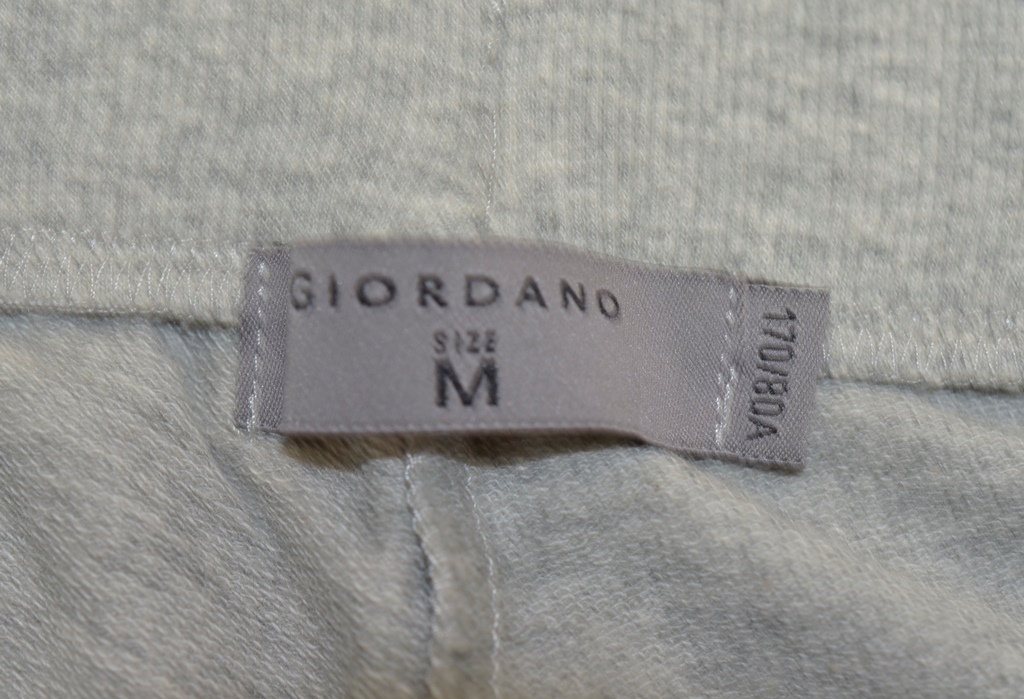 GIORDANO
SIZE
M
170/80A